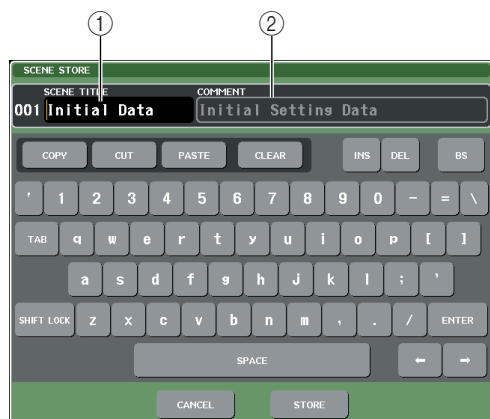 ① ②
SCENE STORE
SCENE TITLE COMMENT
001 Initial Data Initial Setting Data
COPY CUT PASTE CLEAR INS DEL BS
' 1 2 3 4 5 6 7 8 9 0 - = \
TAB q w e r t y u i o p [ ]
a s d f g h j k l ; '
SHIFT LOCK z x c v b n m , . / ENTER
SPACE ← →
CANCEL STORE